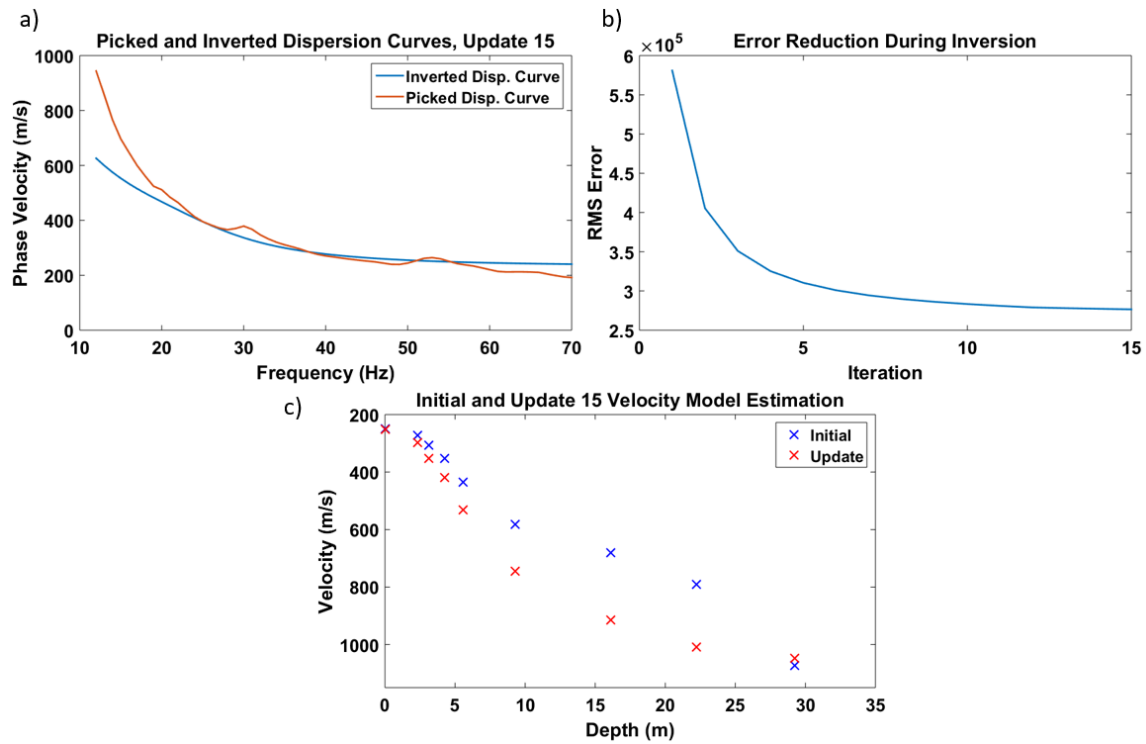 a)
Picked and Inverted Dispersion Curves, Update 15
1000
800
600
400
200
0
Phase Velocity (m/s)
Inverted Disp. Curve
Picked Disp. Curve
10 20 30 40 50 60 70
Frequency (Hz)
b)
Error Reduction During Inversion
×10^5
6
5.5
5
4.5
4
3.5
3
2.5
RMS Error
0 5 10 15
Iteration
c)
Initial and Update 15 Velocity Model Estimation
200
400
600
800
1000
Velocity (m/s)
Initial
Update
0 5 10 15 20 25 30 35
Depth (m)